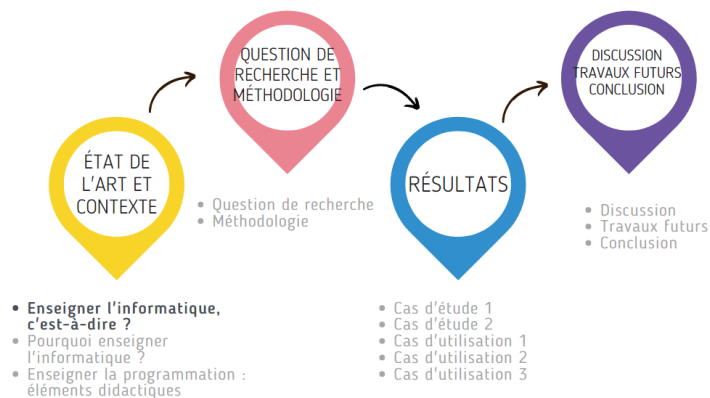 ÉTAT DE
L'ART ET
CONTEXTE
• Enseigner l'informatique,
c'est-à-dire ?
• Pourquoi enseigner
l'informatique ?
• Enseigner la programmation :
éléments didactiques
QUESTION DE
RECHERCHE ET
MÉTHODOLOGIE
• Question de recherche
• Méthodologie
RÉSULTATS
• Cas d'étude 1
• Cas d'étude 2
• Cas d'utilisation 1
• Cas d'utilisation 2
• Cas d'utilisation 3
DISCUSSION
TRAVAUX FUTURS
CONCLUSION
• Discussion
• Travaux futurs
• Conclusion